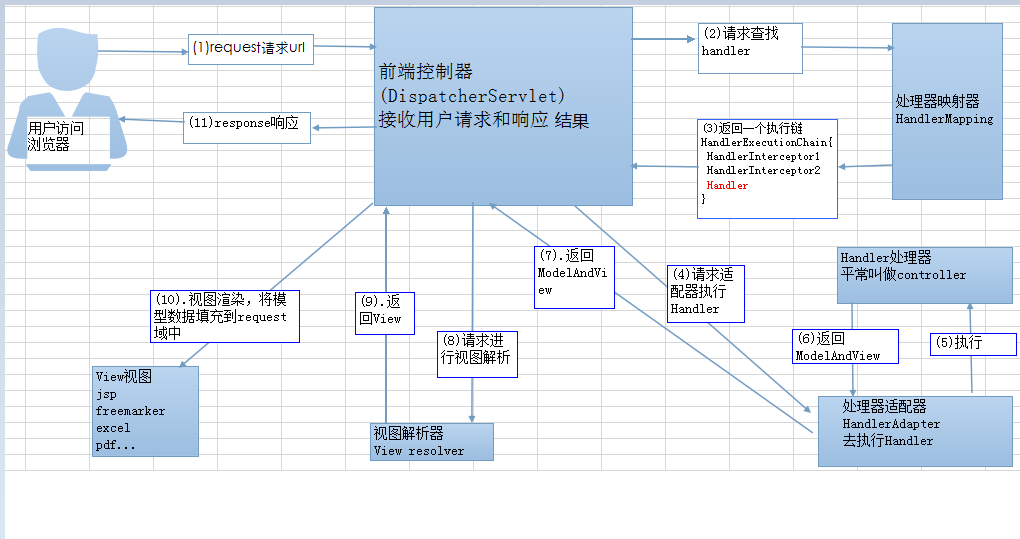 (1)request请求url
(2)请求查找
handler
前端控制器
(DispatcherServlet)
接收用户请求和响应 结果
处理器映射器
HandlerMapping
用户访问
浏览器
(11)response响应
(3)返回一个执行链
HandlerExecutionChain{
HandlerInterceptor1
HandlerInterceptor2
Handler
}
Handler处理器
平常叫做controller
(7).返回
ModelAndVi
ew
(4)请求适
配器执行
Handler
(10).视图渲染，将模
型数据填充到request
域中
(9).返
回View
(8)请求进
行视图解析
(6)返回
ModelAndView
(5)执行
View视图
jsp
freemarker
excel
pdf...
视图解析器
View resolver
处理器适配器
HandlerAdapter
去执行Handler